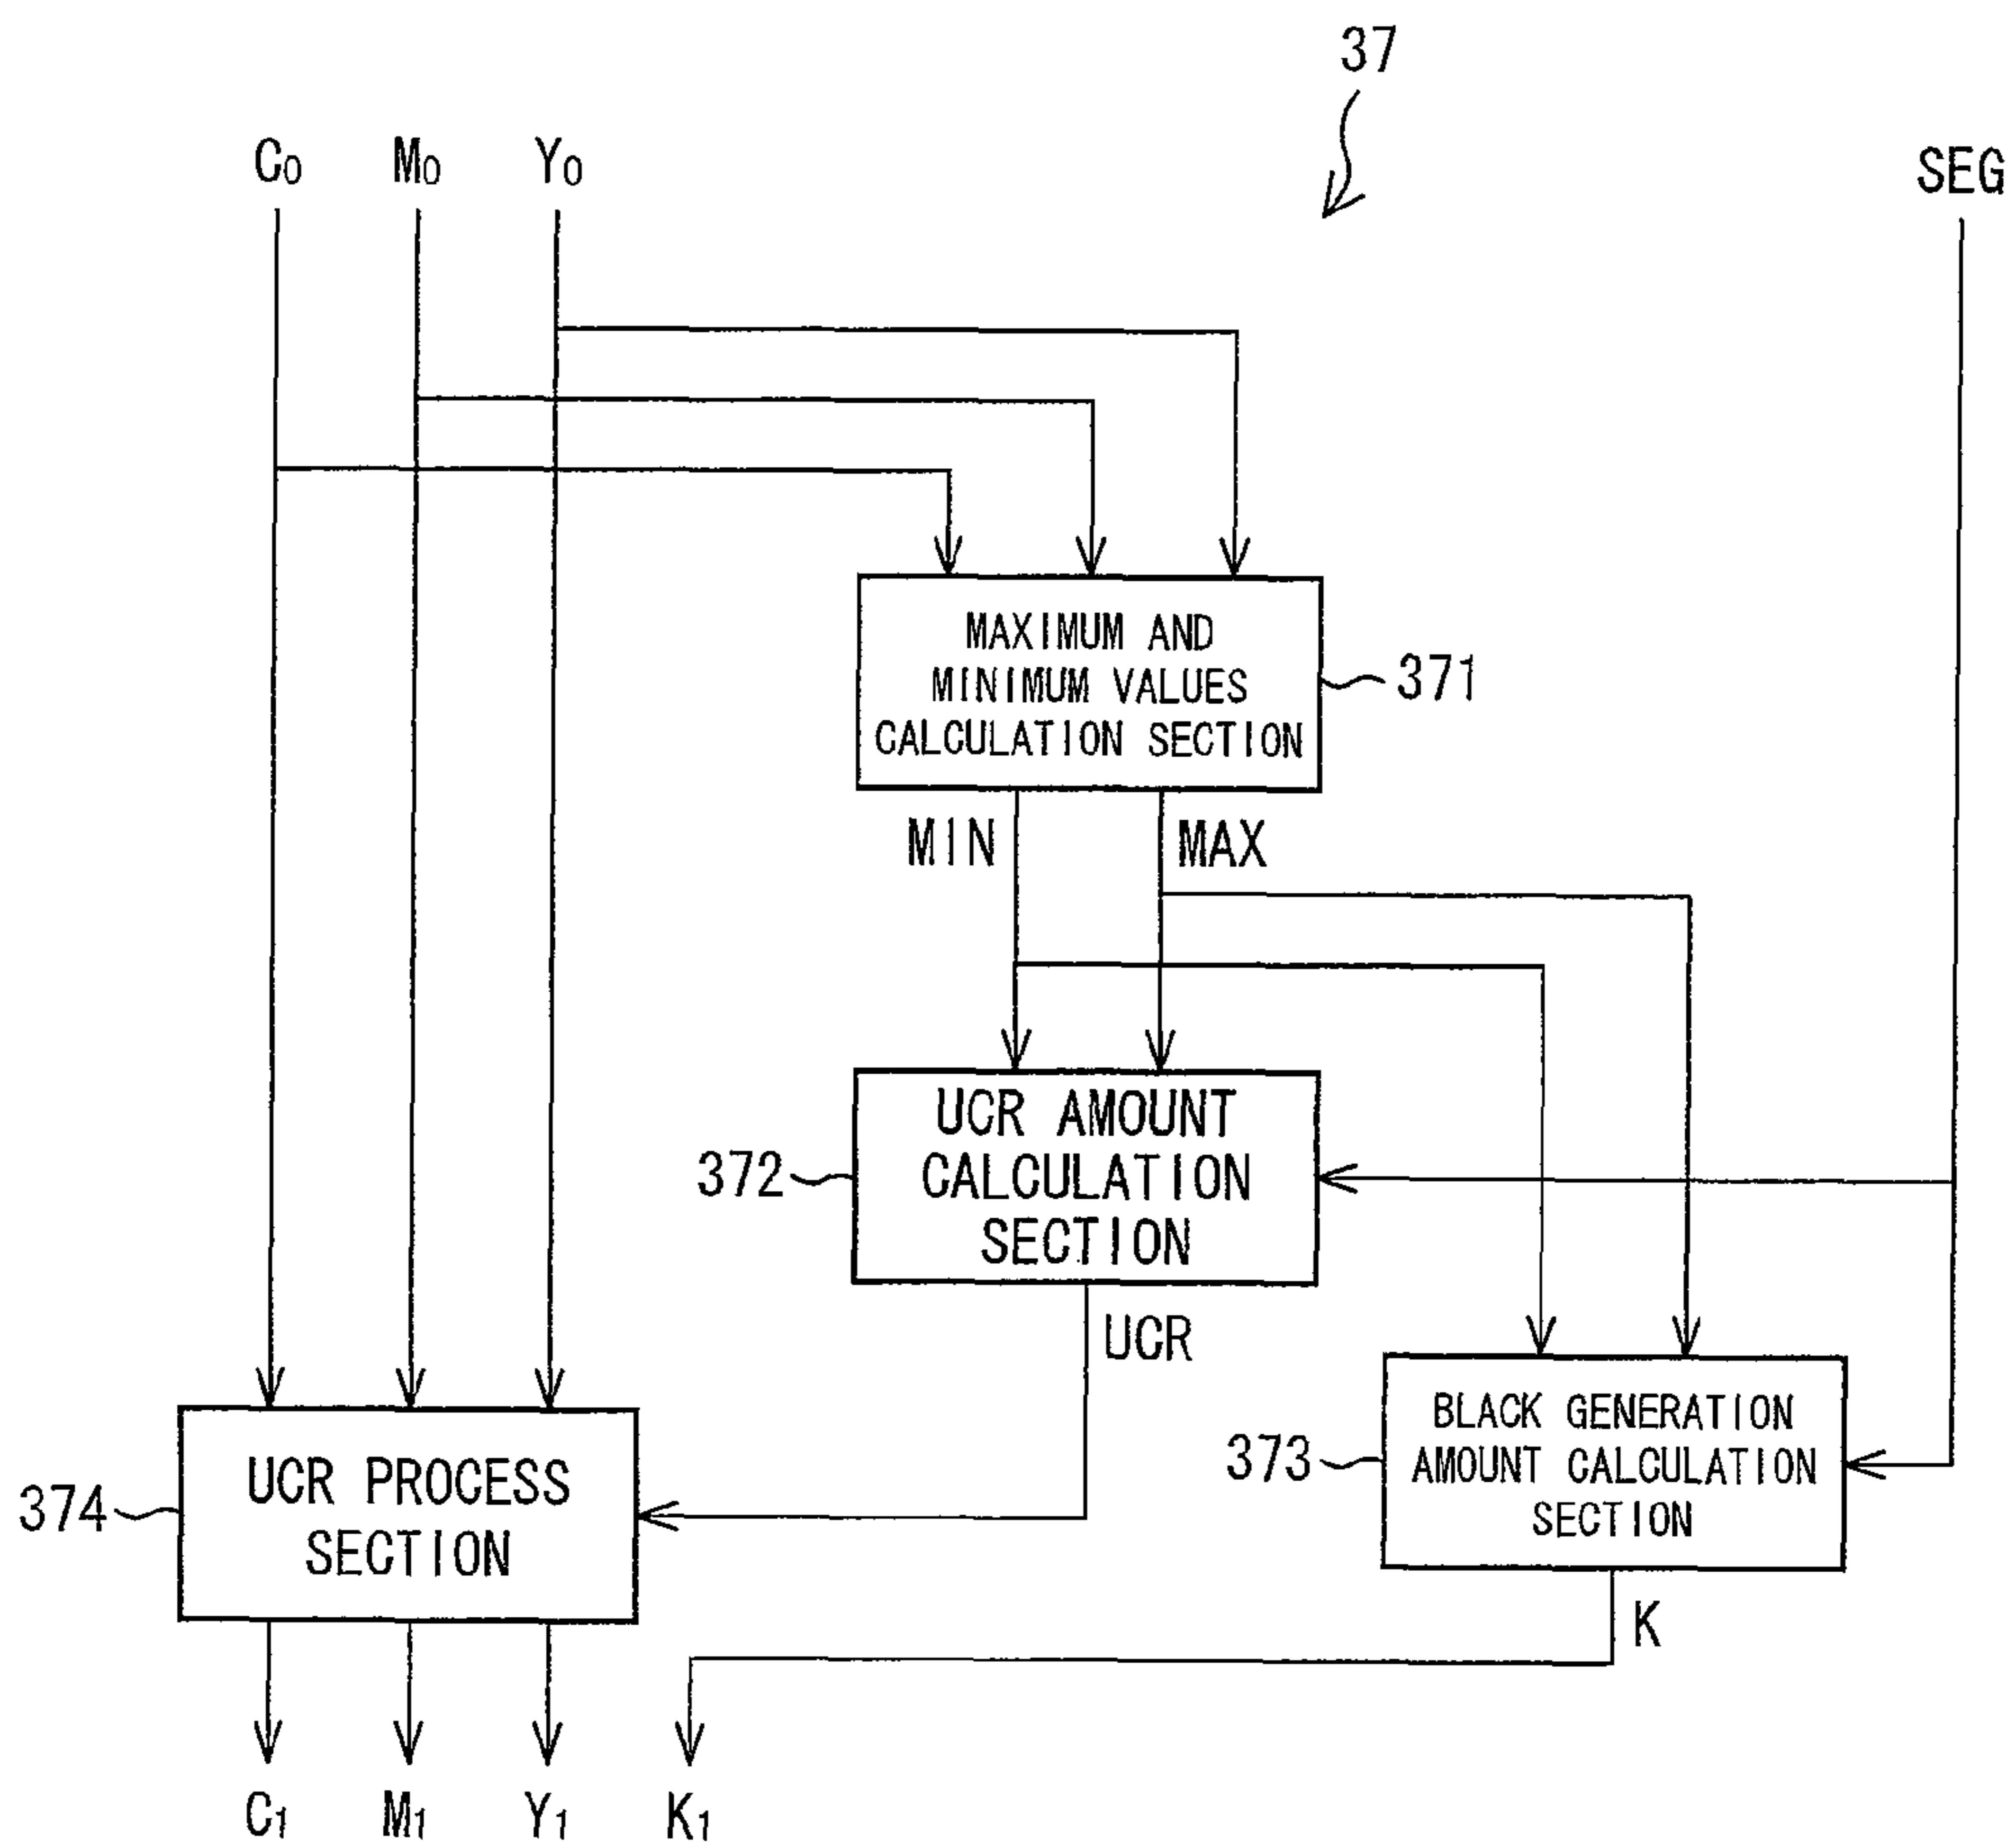 37
C0 M0 Y0 SEG
MAXIMUM AND
MINIMUM VALUES
CALCULATION SECTION
371
MIN MAX
UCR AMOUNT
CALCULATION
SECTION
372
UCR
BLACK GENERATION
AMOUNT CALCULATION
SECTION
373
UCR PROCESS
SECTION
374
K
C1 M1 Y1 K1